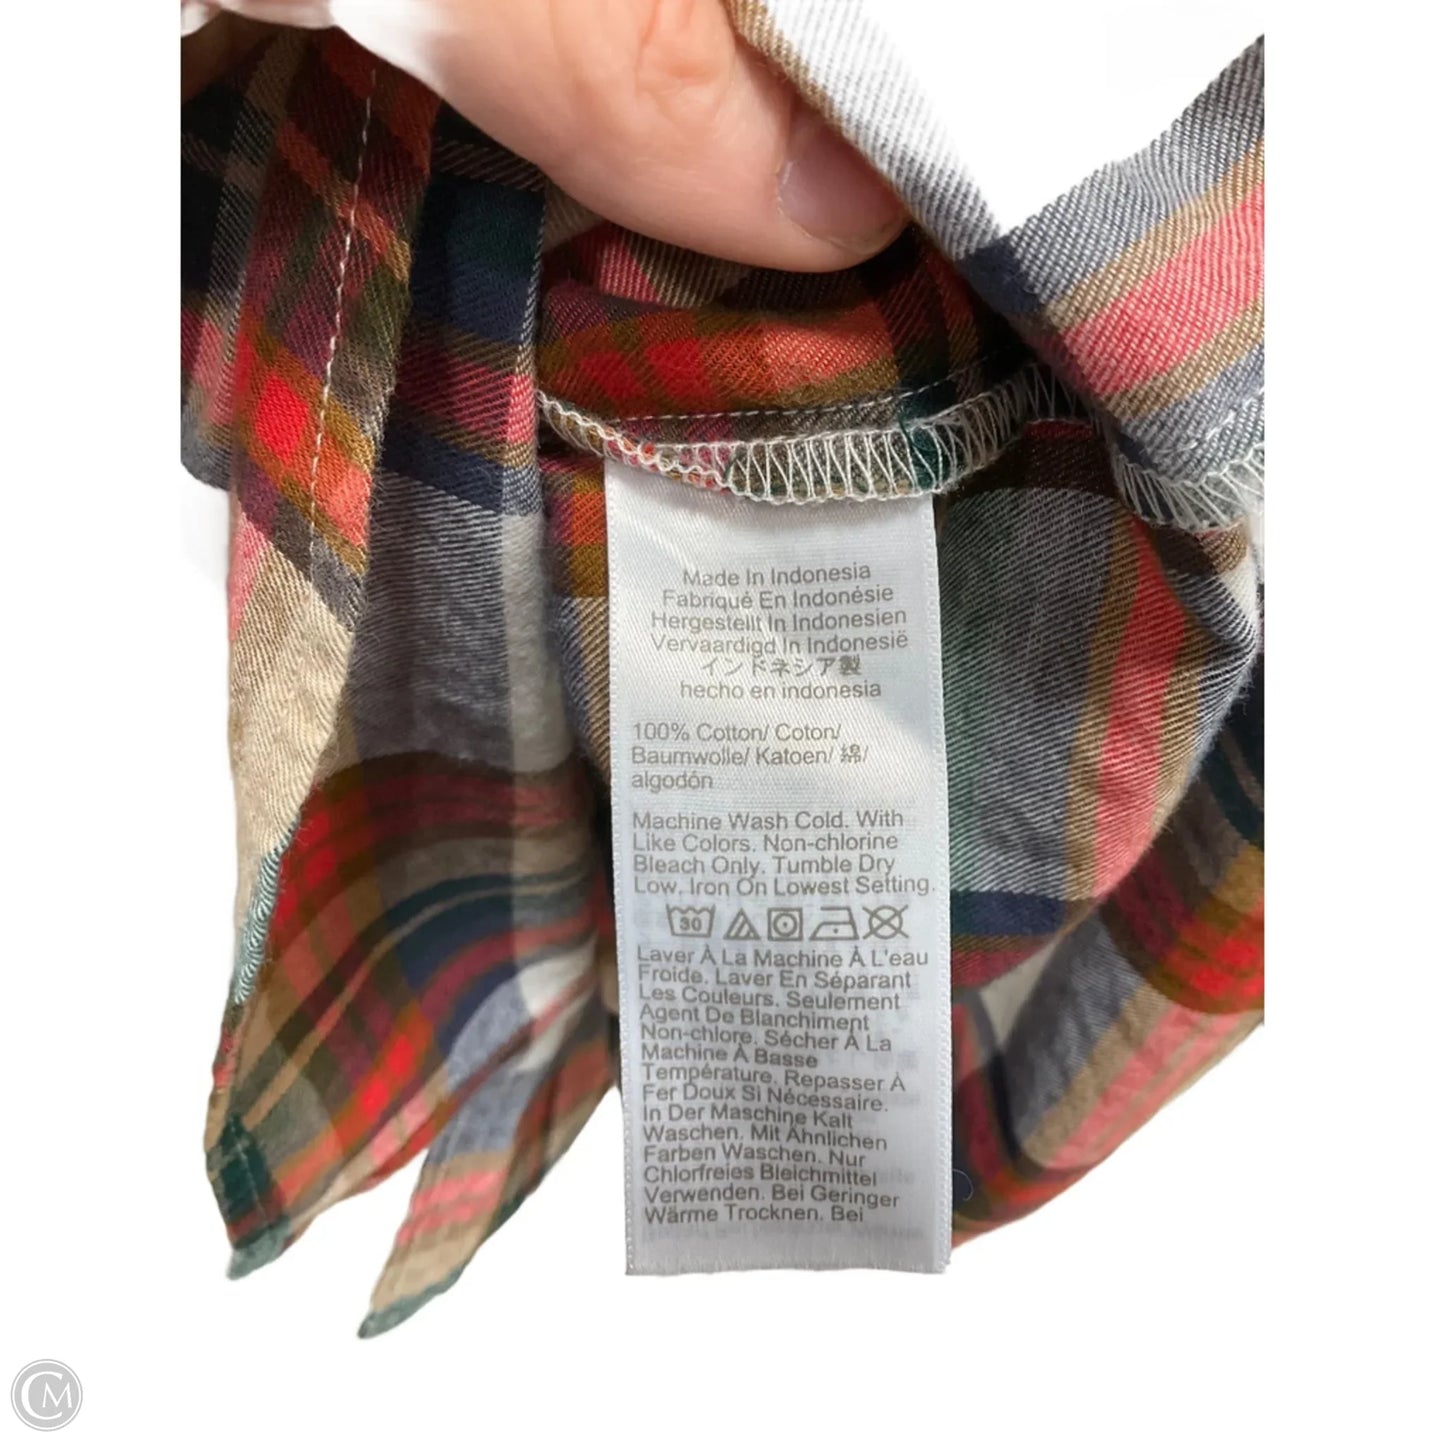 Made In Indonesia
Fabriqué En Indonésie
Hergestellt In Indonesien
Vervaardigd In Indonesië
インドネシア製
hecho en indonesia
100% Cotton/ Coton/
Baumwolle/ Katoen/ 綿/
algodón
Machine Wash Cold. With
Like Colors. Non-chlorine
Bleach Only. Tumble Dry
Low. Iron On Lowest Setting.
30
Laver À La Machine À L'eau
Froide. Laver En Séparant
Les Couleurs. Seulement
Agent De Blanchiment
Non-chlore. Sécher À La
Machine À Basse
Température. Repasser À
Fer Doux Si Nécessaire.
In Der Maschine Kalt
Waschen. Mit Ähnlichen
Farben Waschen. Nur
Chlorfreies Bleichmittel
Verwenden. Bei Geringer
Wärme Trocknen. Bei
CM